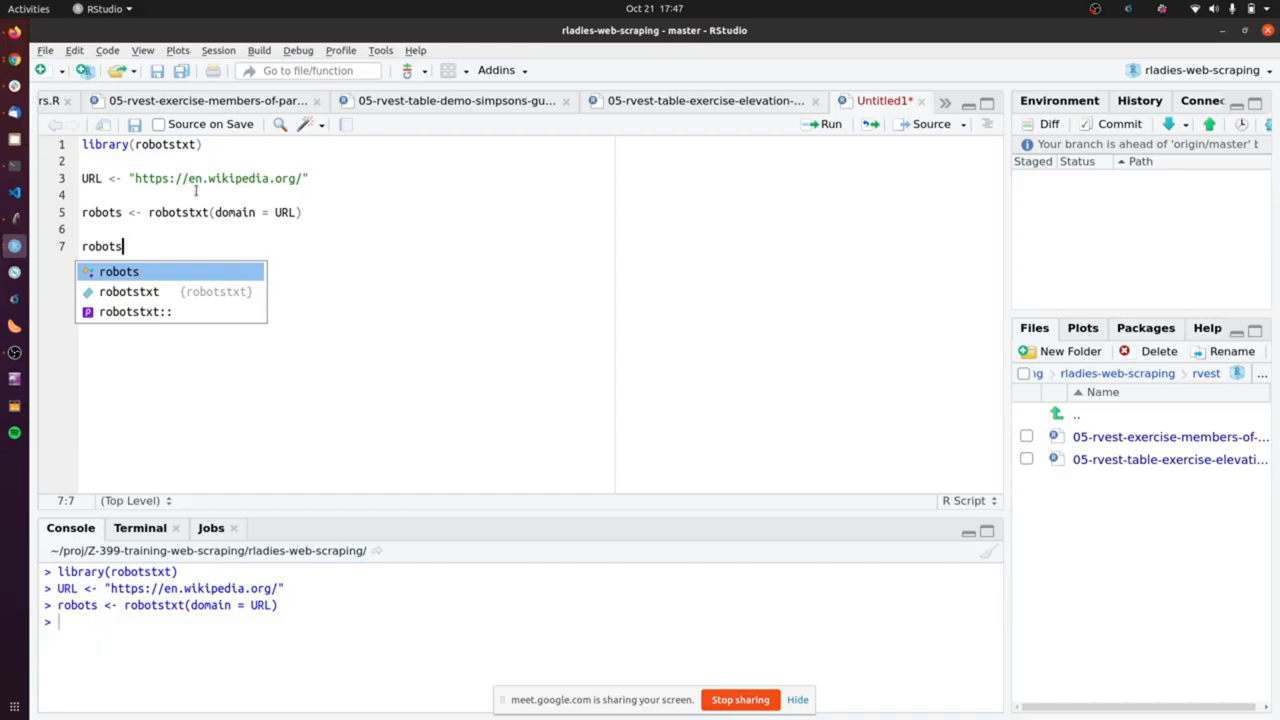 Activities RStudio Oct 21 17:47
rladies-web-scraping - master - RStudio
File Edit Code View Plots Session Build Debug Profile Tools Help
Go to file/function Addins rladies-web-scraping
rs.R 05-rvest-exercise-members-of-par... 05-rvest-table-demo-simpsons-gu... 05-rvest-table-exercise-elevation-... Untitled1*
Source on Save Run Source
1 library(robotstxt)
2
3 URL <- "https://en.wikipedia.org/"
4
5 robots <- robotstxt(domain = URL)
6
7 robots
robots
robotstxt {robotstxt}
robotstxt::
7:7 (Top Level) R Script
Console Terminal Jobs
~/proj/Z-399-training-web-scraping/rladies-web-scraping/
> library(robotstxt)
> URL <- "https://en.wikipedia.org/"
> robots <- robotstxt(domain = URL)
>
Environment History Connec
Diff Commit
Your branch is ahead of 'origin/master' b
Staged Status Path
Files Plots Packages Help
New Folder Delete Rename
ng rladies-web-scraping rvest ...
Name
..
05-rvest-exercise-members-of-...
05-rvest-table-exercise-elevati...
meet.google.com is sharing your screen. Stop sharing Hide